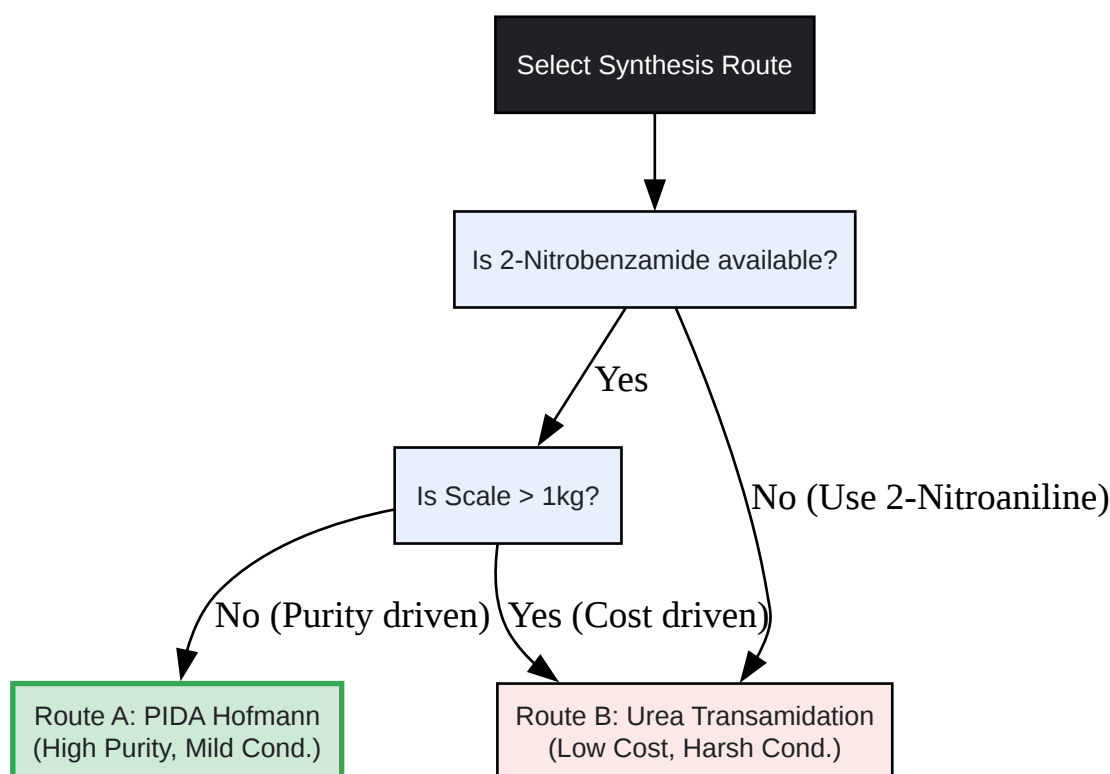 Select Synthesis Route
Is 2-Nitrobenzamide available?
Yes
Is Scale > 1kg?
No (Use 2-Nitroaniline)
No (Purity driven)
Yes (Cost driven)
Route A: PIDA Hofmann
(High Purity, Mild Cond.)
Route B: Urea Transamidation
(Low Cost, Harsh Cond.)